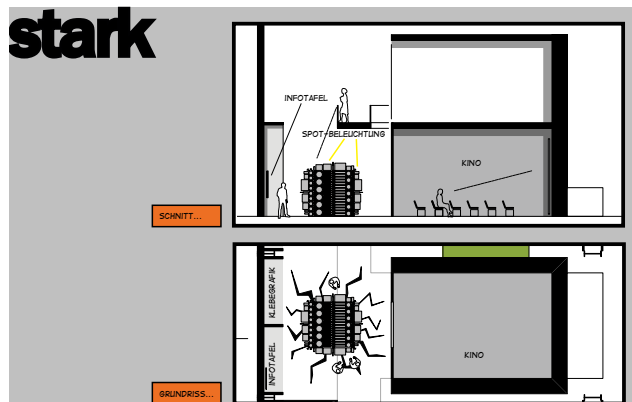 stark
INFOTAFEL
SPOT-BELEUCHTUNG
KINO
SCHNITT...
KLEBEGRAFIK
INFOTAFEL
KINO
GRUNDRISS...